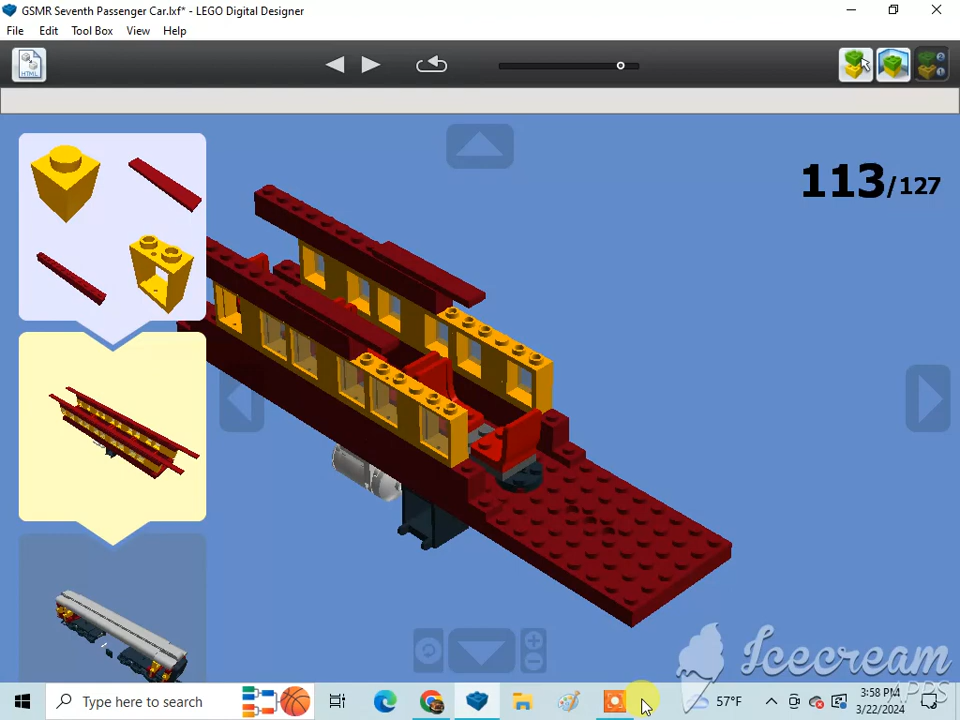 GSMR Seventh Passenger Car.lxf* - LEGO Digital Designer
File Edit Tool Box View Help
HTML
113/127
Icecream
APPS
Type here to search
57°F
3:58 PM
3/22/2024